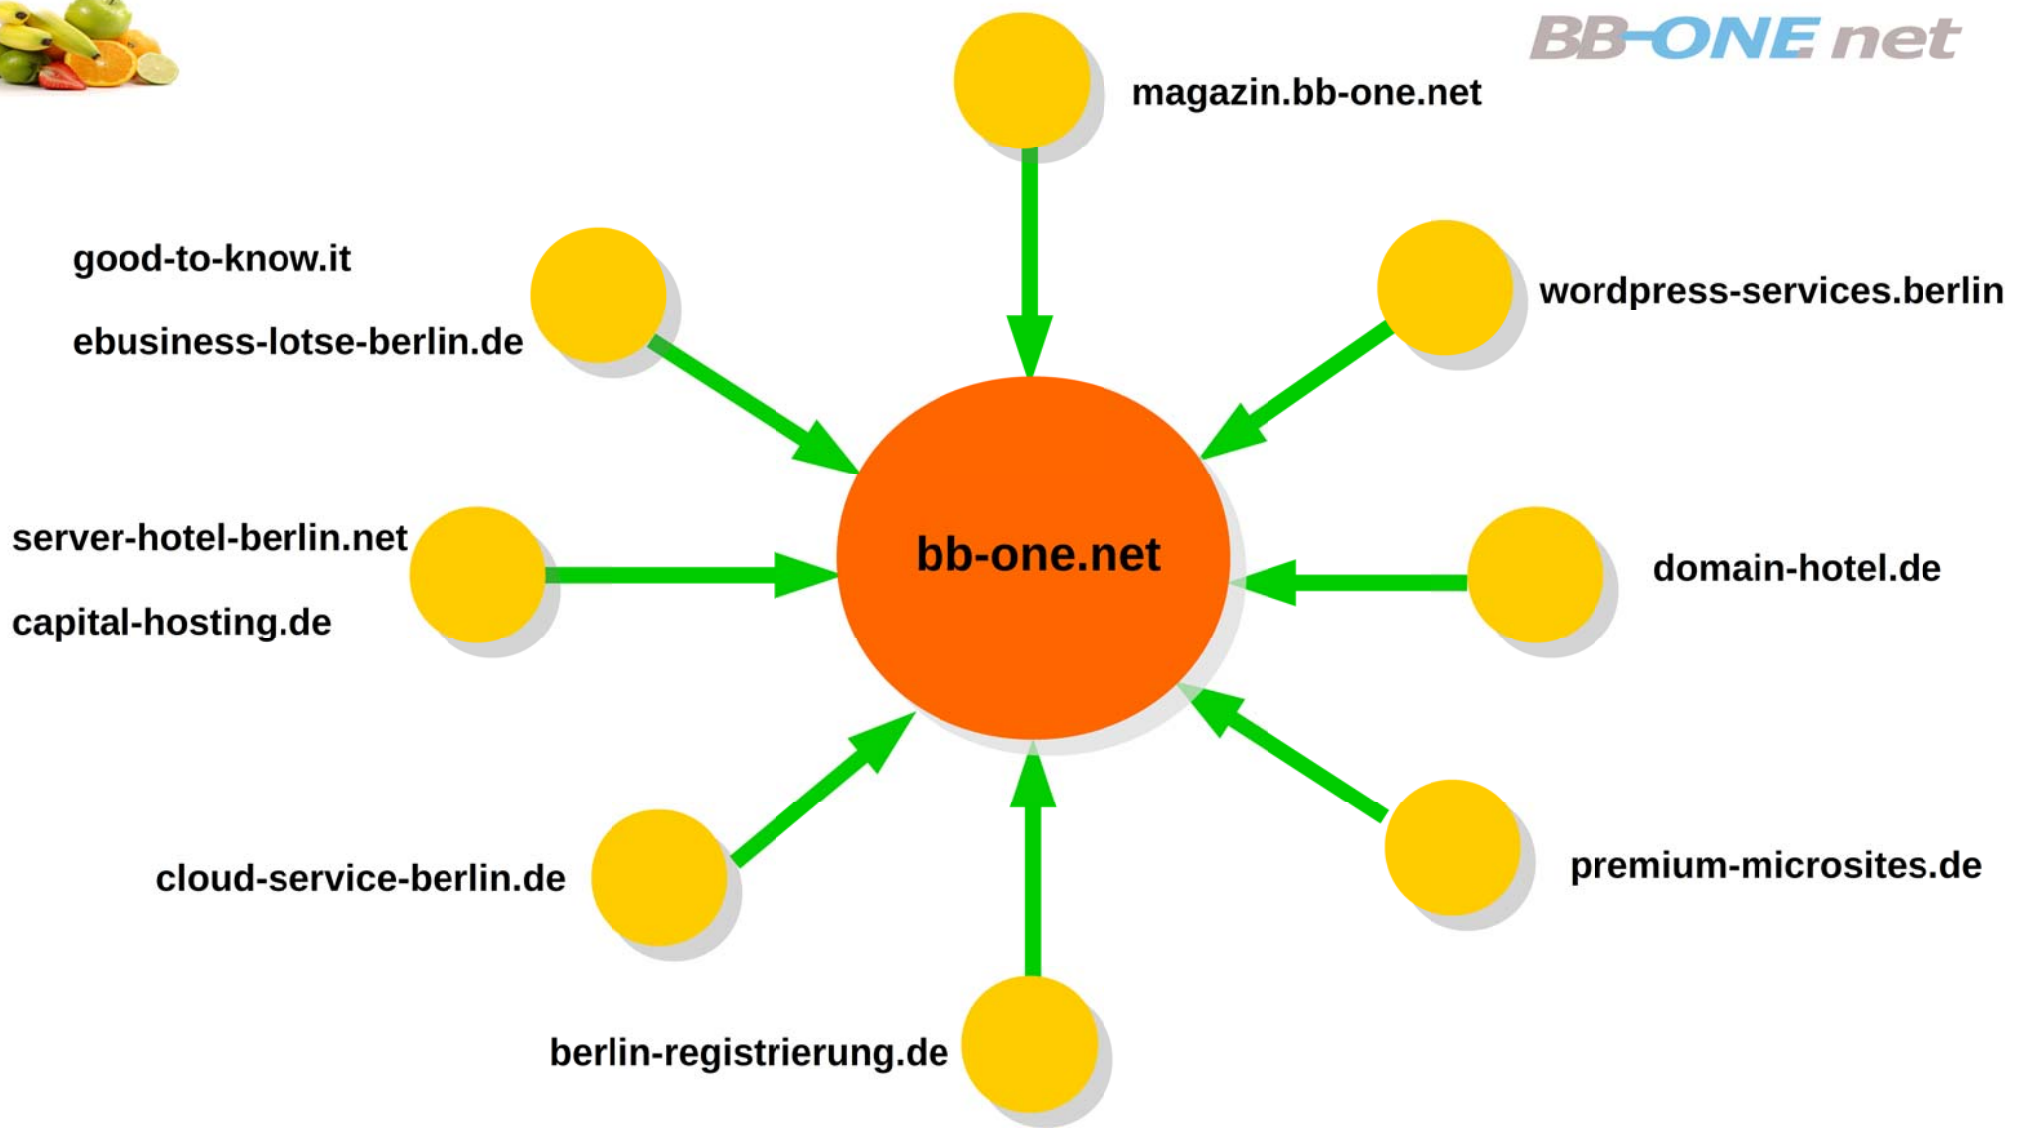 BB-ONE net
magazin.bb-one.net
good-to-know.it
wordpress-services.berlin
ebusiness-lotse-berlin.de
server-hotel-berlin.net
bb-one.net
domain-hotel.de
capital-hosting.de
cloud-service-berlin.de
premium-microsites.de
berlin-registrierung.de